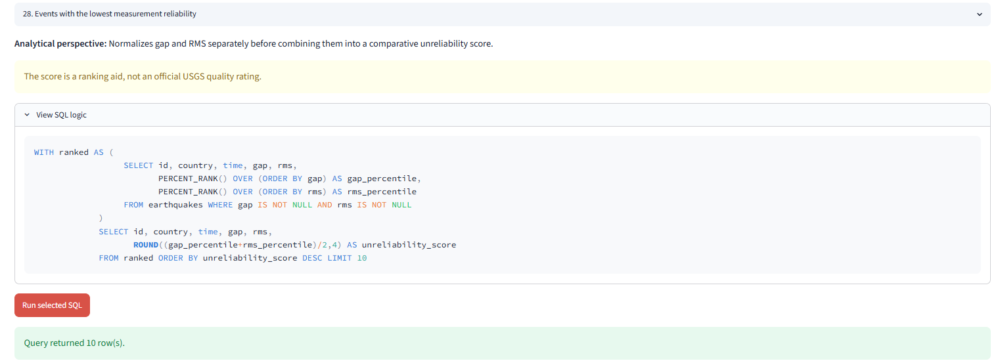 28. Events with the lowest measurement reliability
Analytical perspective: Normalizes gap and RMS separately before combining them into a comparative unreliability score.
The score is a ranking aid, not an official USGS quality rating.
View SQL logic
WITH ranked AS (
SELECT id, country, time, gap, rms,
PERCENT_RANK() OVER (ORDER BY gap) AS gap_percentile,
PERCENT_RANK() OVER (ORDER BY rms) AS rms_percentile
FROM earthquakes WHERE gap IS NOT NULL AND rms IS NOT NULL
)
SELECT id, country, time, gap, rms,
ROUND((gap_percentile+rms_percentile)/2,4) AS unreliability_score
FROM ranked ORDER BY unreliability_score DESC LIMIT 10
Run selected SQL
Query returned 10 row(s).